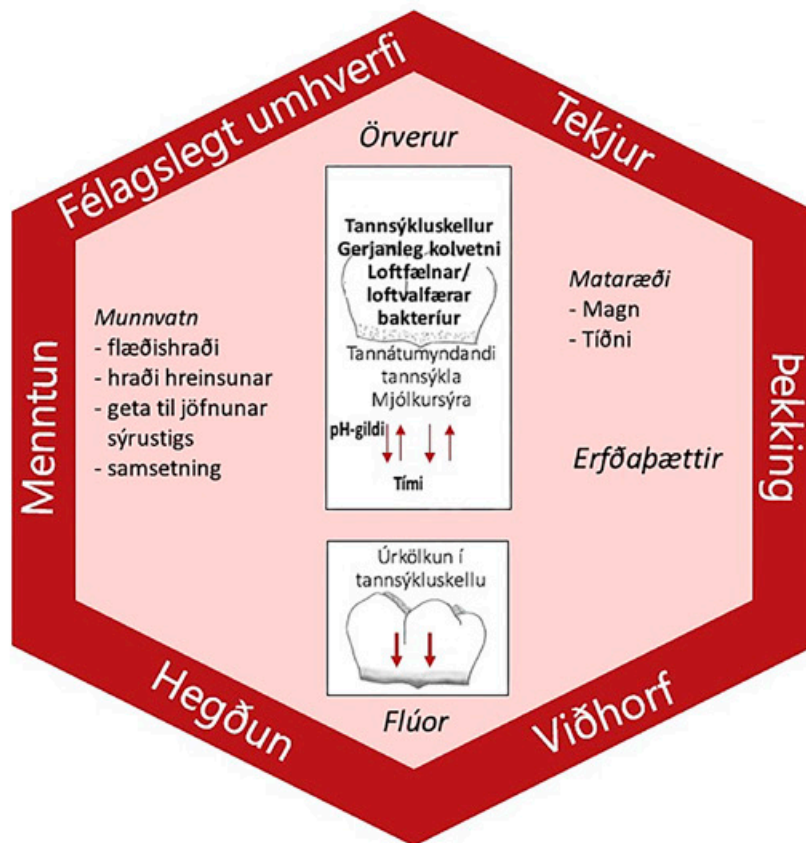 Félagslegt umhverfi
Tekjur
Menntun
Þekking
Hegðun
Viðhorf
Örverur
Tannsýkluskellur
Gerjanleg kolvetni
Loftfælnar/
loftvalfærar
bakteríur
Tannátumyndandi
tannsýkla
Mjólkursýra
pH-gildi
Tími
Munnvatn
- flæðishraði
- hraði hreinsunar
- geta til jöfnunar
sýrustigs
- samsetning
Mataræði
- Magn
- Tíðni
Erfðaþættir
Úrkölkun í
tannsýkluskellu
Flúor